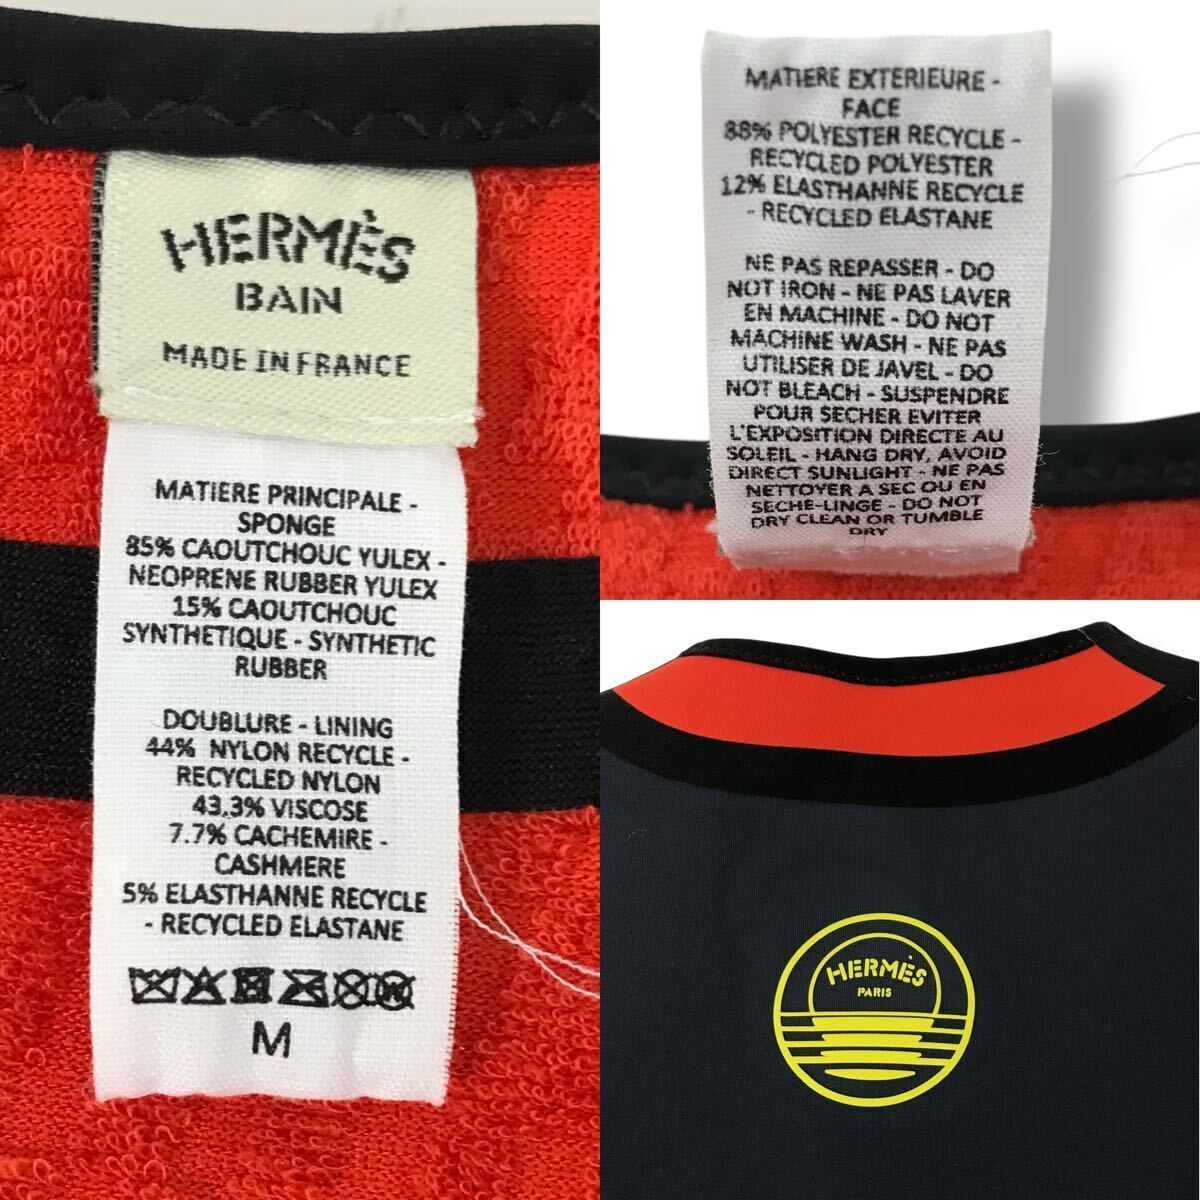 HERMÈS
BAIN
MADE IN FRANCE
MATIERE PRINCIPALE -
SPONGE
85% CAOUTCHOUC YULEX -
NEOPRENE RUBBER YULEX
15% CAOUTCHOUC
SYNTHETIQUE - SYNTHETIC
RUBBER
DOUBLURE - LINING
44% NYLON RECYCLE -
RECYCLED NYLON
43,3% VISCOSE
7.7% CACHEMIRE -
CASHMERE
5% ELASTHANNE RECYCLE
- RECYCLED ELASTANE
W
M
MATIERE EXTERIEURE -
FACE
88% POLYESTER RECYCLE -
RECYCLED POLYESTER
12% ELASTHANNE RECYCLE
- RECYCLED ELASTANE
NE PAS REPASSER - DO
NOT IRON - NE PAS LAVER
EN MACHINE - DO NOT
MACHINE WASH - NE PAS
UTILISER DE JAVEL - DO
NOT BLEACH - SUSPENDRE
POUR SECHER EVITER
L'EXPOSITION DIRECTE AU
SOLEIL - HANG DRY, AVOID
DIRECT SUNLIGHT - NE PAS
NETTOYER A SEC OU EN
SECHE-LINGE - DO NOT
DRY CLEAN OR TUMBLE
DRY
HERMÈS
PARIS